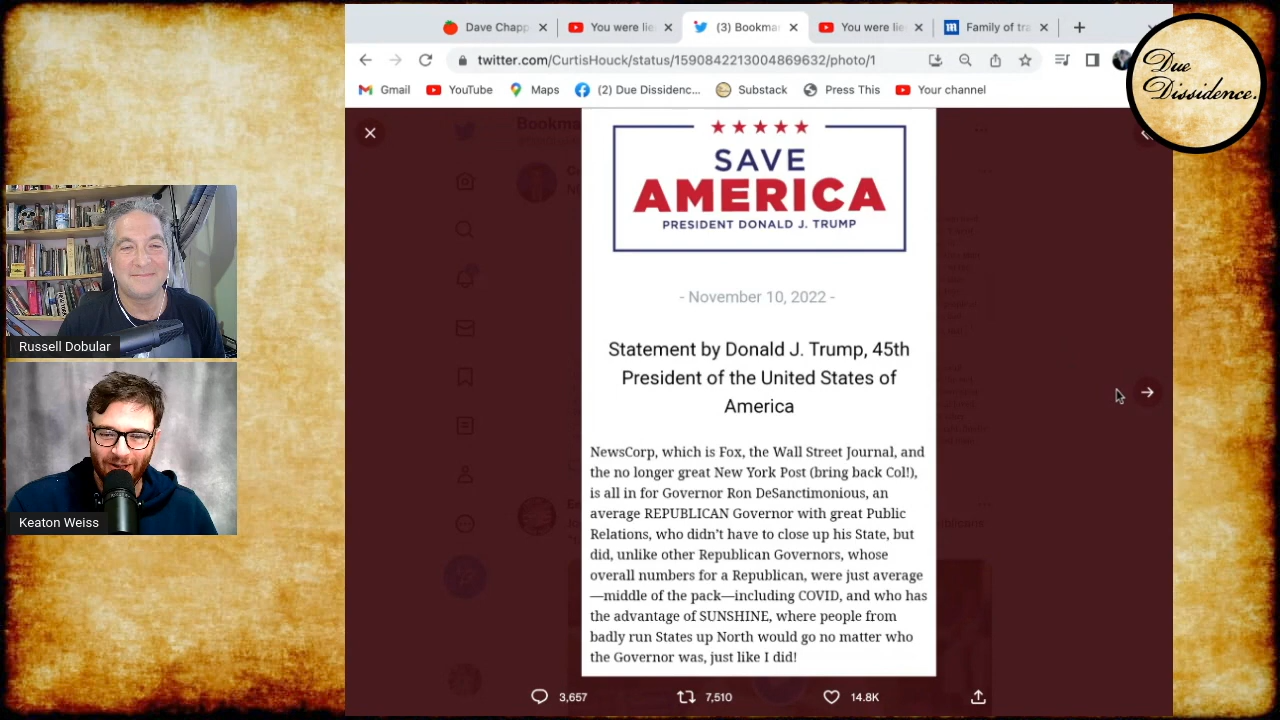 Dave Chapp
You were lie
(3) Bookma
You were lie
Family of tra
twitter.com/CurtisHouck/status/1590842213004869632/photo/1
Gmail
YouTube
Maps
(2) Due Dissidenc...
Substack
Press This
Your channel
Due
Dissidence.
Bookma
SAVE
AMERICA
PRESIDENT DONALD J. TRUMP
- November 10, 2022 -
Statement by Donald J. Trump, 45th
President of the United States of
America
NewsCorp, which is Fox, the Wall Street Journal, and
the no longer great New York Post (bring back Col!),
is all in for Governor Ron DeSanctimonious, an
average REPUBLICAN Governor with great Public
Relations, who didn't have to close up his State, but
did, unlike other Republican Governors, whose
overall numbers for a Republican, were just average
—middle of the pack—including COVID, and who has
the advantage of SUNSHINE, where people from
badly run States up North would go no matter who
the Governor was, just like I did!
3,657
7,510
14.8K
Russell Dobular
Keaton Weiss